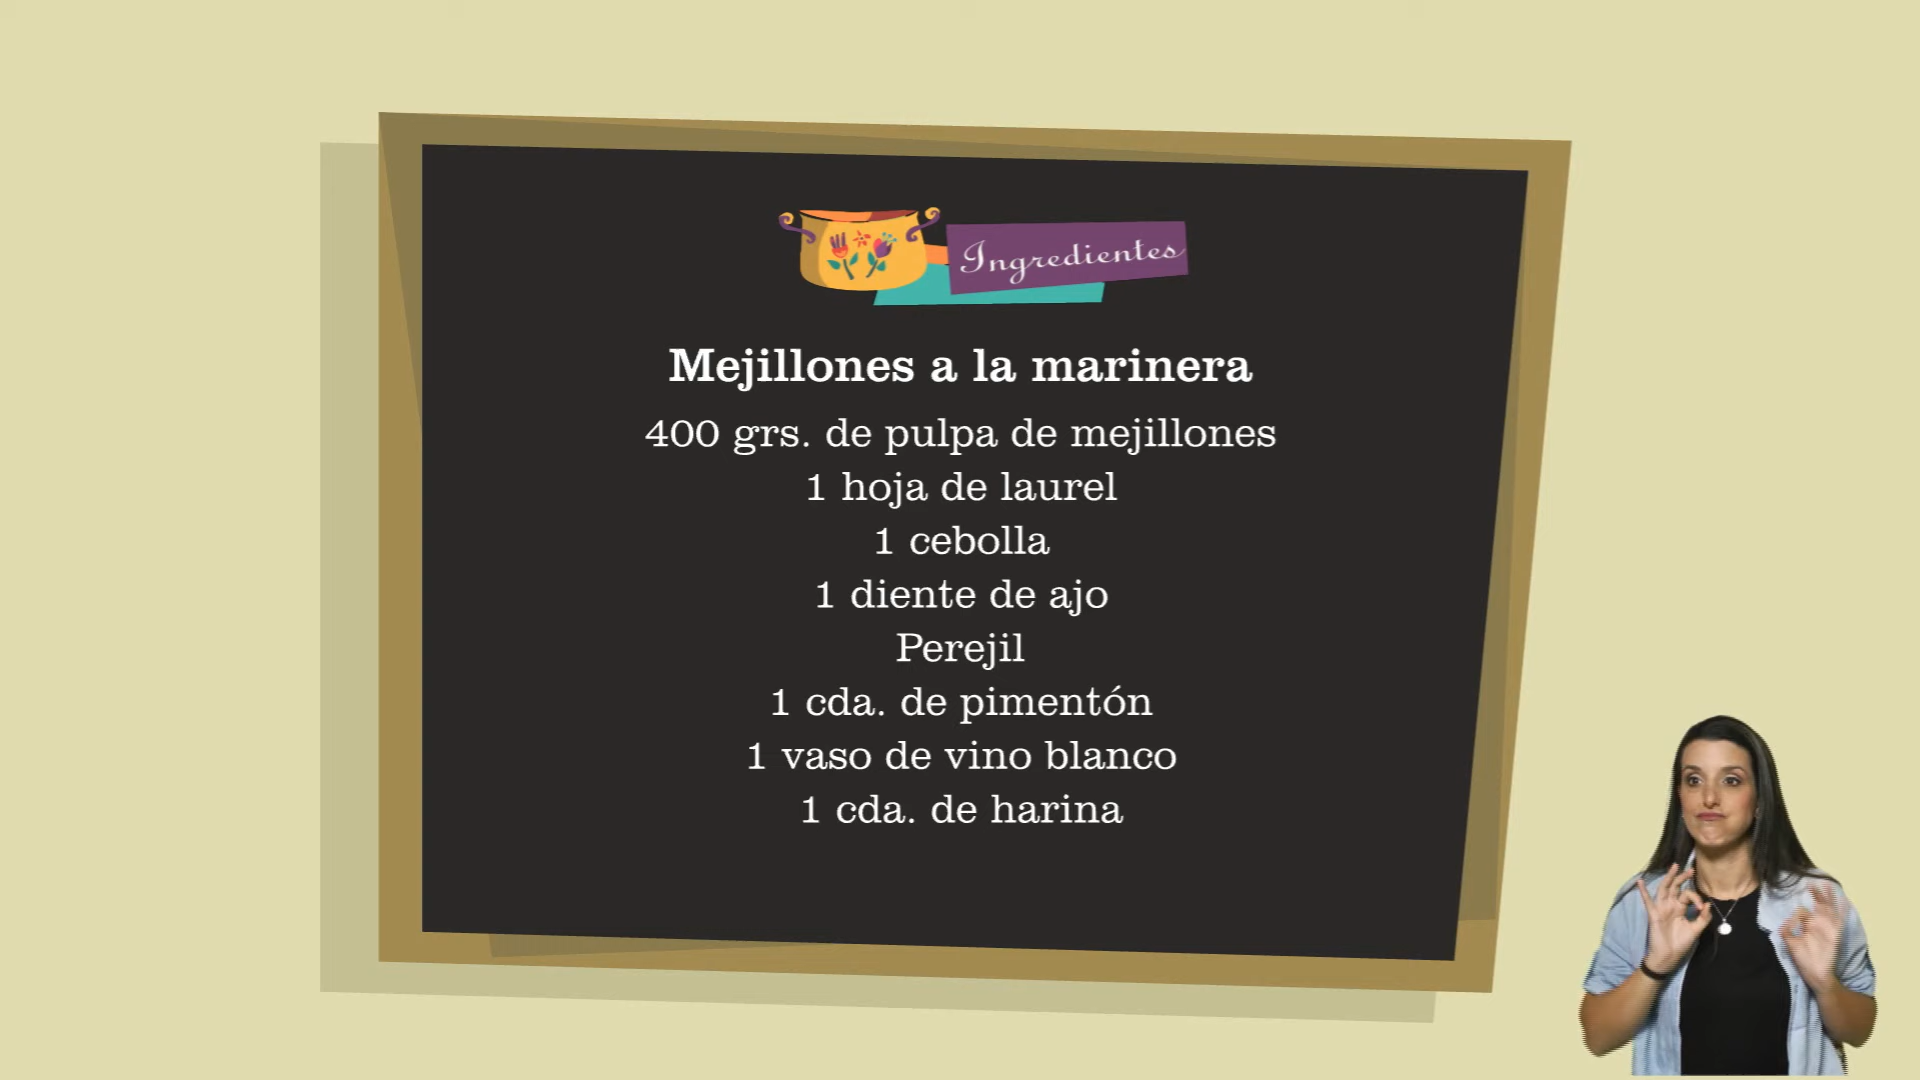 Ingredientes
Mejillones a la marinera
400 grs. de pulpa de mejillones
1 hoja de laurel
1 cebolla
1 diente de ajo
Perejil
1 cda. de pimentón
1 vaso de vino blanco
1 cda. de harina